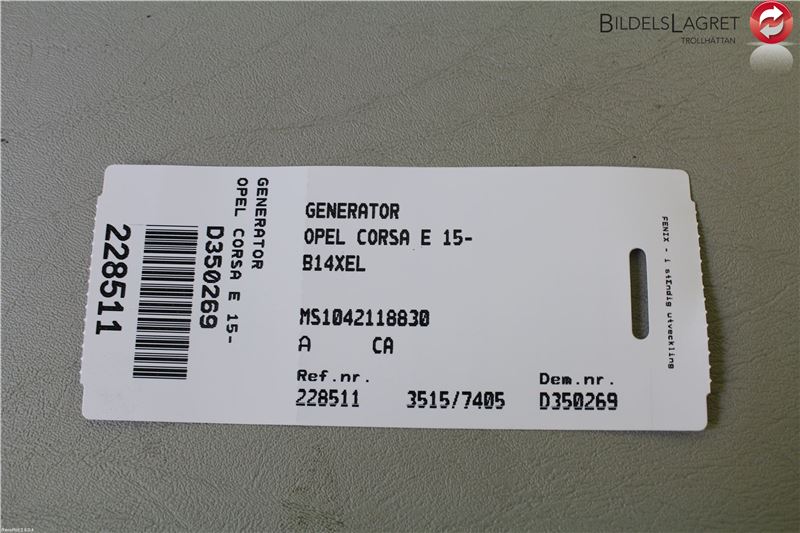 BILDELSLAGRET
TROLLHÄTTAN
GENERATOR
OPEL CORSA E 15-
D350269
228511
GENERATOR
OPEL CORSA E 15-
B14XEL
MS1042118830
A CA
Ref.nr. Dem.nr.
228511 3515/7405 D350269
FENIX - i stEndig utveckling